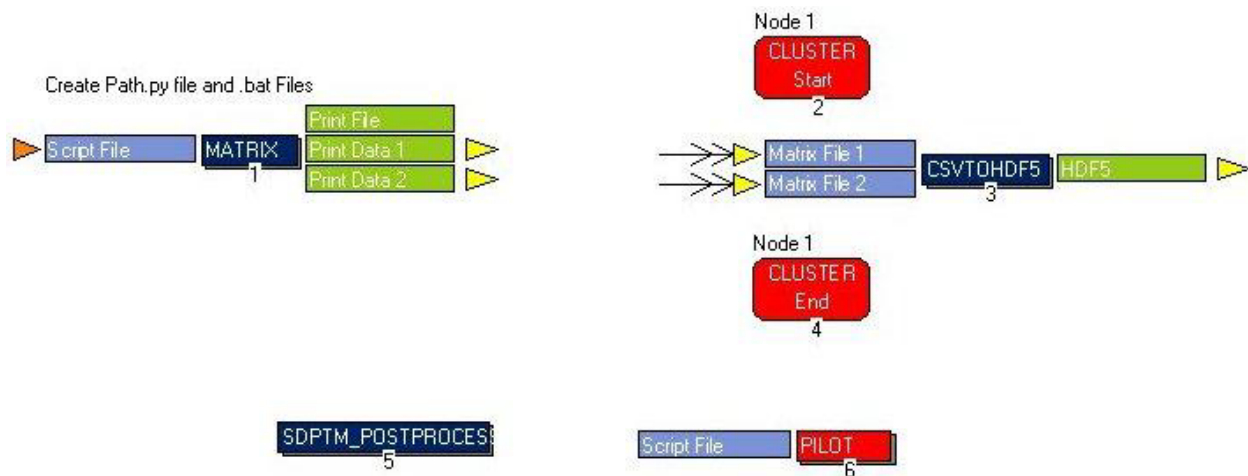 Node 1
CLUSTER
Start
2
Create Path.py file and .bat Files
Print File
Script File
MATRIX
1
Print Data 1
Print Data 2
Matrix File 1
Matrix File 2
CSVTOHDF5
3
HDF5
Node 1
CLUSTER
End
4
SDPTM_POSTPROCESS
5
Script File
PILOT
6